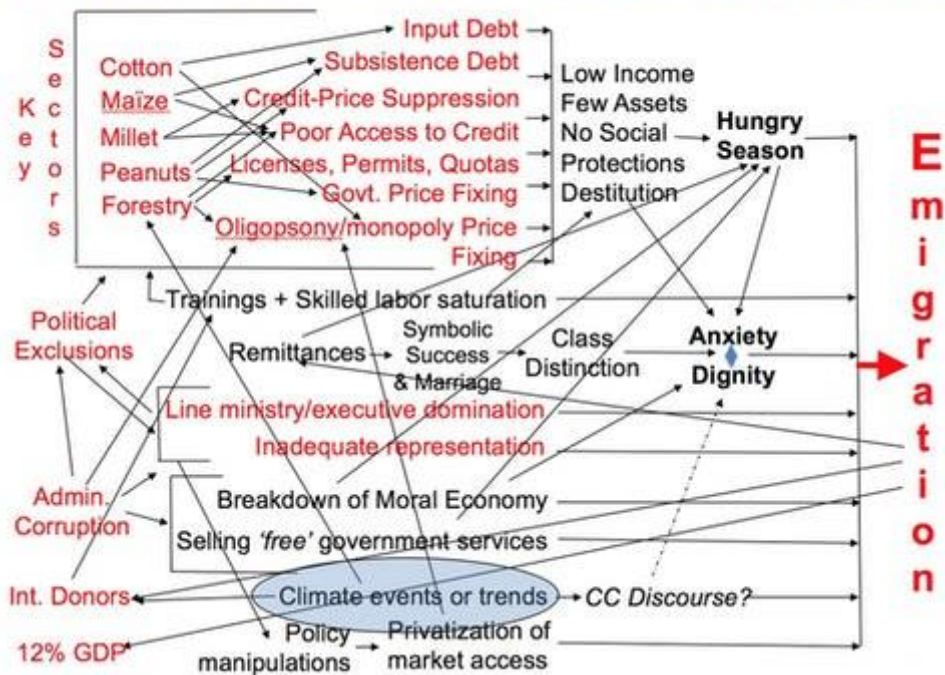 Key
Sectors
Cotton
Maïze
Millet
Peanuts
Forestry
Input Debt
Subsistence Debt
Credit-Price Suppression
Poor Access to Credit
Licenses, Permits, Quotas
Govt. Price Fixing
Oligopsony/monopoly Price
Fixing
Low Income
Few Assets
No Social
Protections
Destitution
Hungry
Season
Emigration
Trainings + Skilled labor saturation
Political
Exclusions
Remittances
Symbolic
Success
& Marriage
Class
Distinction
Anxiety
Dignity
Line ministry/executive domination
Inadequate representation
Admin.
Corruption
Breakdown of Moral Economy
Selling 'free' government services
Int. Donors
Climate events or trends
CC Discourse?
12% GDP
Policy
manipulations
Privatization of
market access